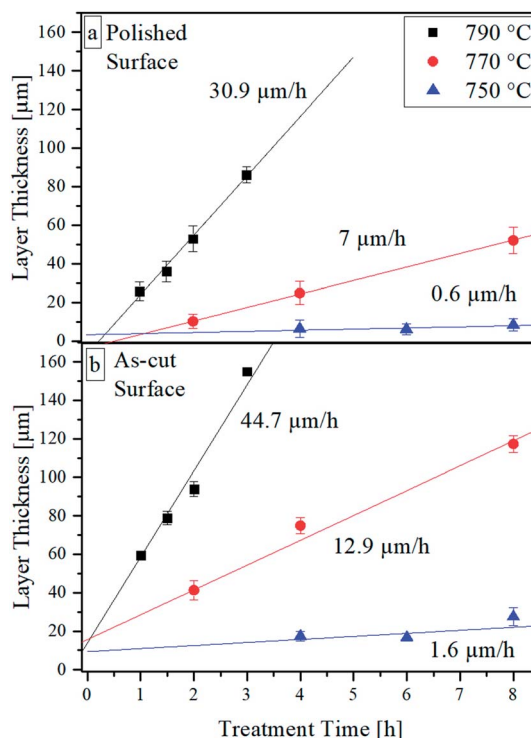 a Polished
Surface
790 °C
770 °C
750 °C
30.9 µm/h
7 µm/h
0.6 µm/h
Layer Thickness [µm]
160
140
120
100
80
60
40
20
0
b As-cut
Surface
44.7 µm/h
12.9 µm/h
1.6 µm/h
Layer Thickness [µm]
160
140
120
100
80
60
40
20
0
0 1 2 3 4 5 6 7 8
Treatment Time [h]